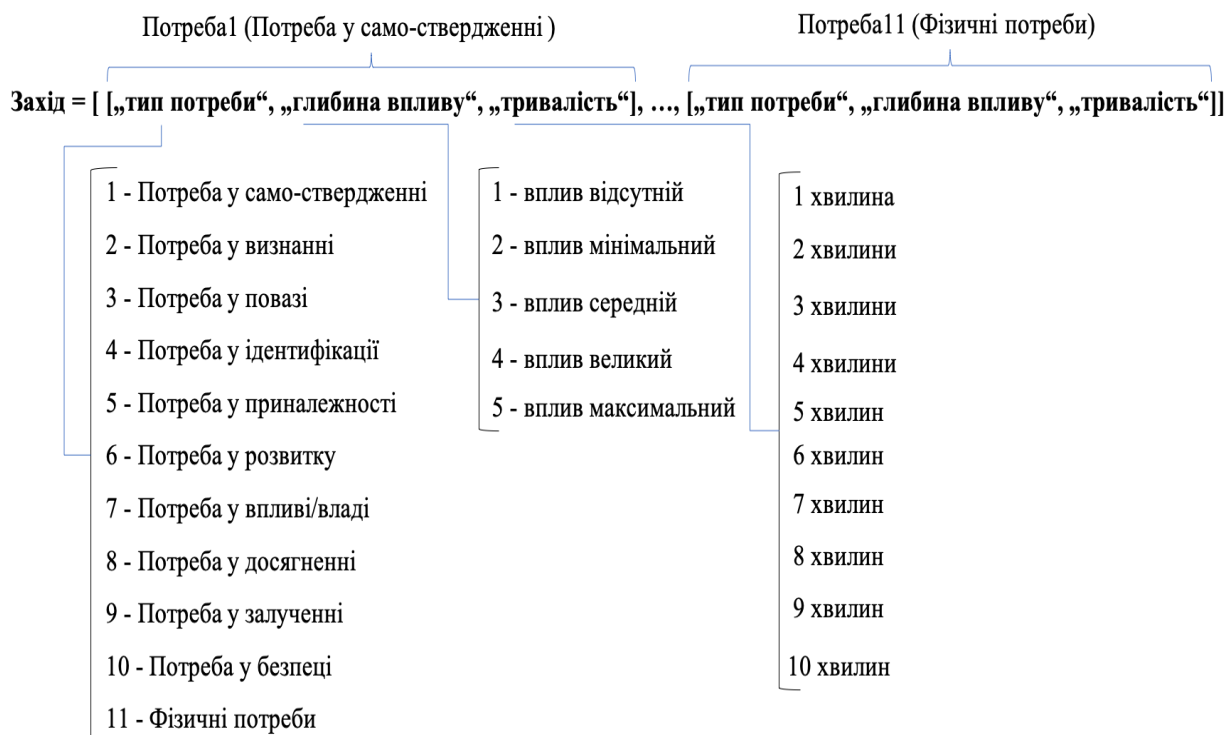 Потреба1 (Потреба у само-ствердженні )
Потреба11 (Фізичні потреби)
Захід = [ [„тип потреби“, „глибина впливу“, „тривалість“], …, [„тип потреби“, „глибина впливу“, „тривалість“]]
1 - Потреба у само-ствердженні
2 - Потреба у визнанні
3 - Потреба у повазі
4 - Потреба у ідентифікації
5 - Потреба у приналежності
6 - Потреба у розвитку
7 - Потреба у впливі/владі
8 - Потреба у досягненні
9 - Потреба у залученні
10 - Потреба у безпеці
11 - Фізичні потреби
1 - вплив відсутній
2 - вплив мінімальний
3 - вплив середній
4 - вплив великий
5 - вплив максимальний
1 хвилина
2 хвилини
3 хвилини
4 хвилини
5 хвилин
6 хвилин
7 хвилин
8 хвилин
9 хвилин
10 хвилин